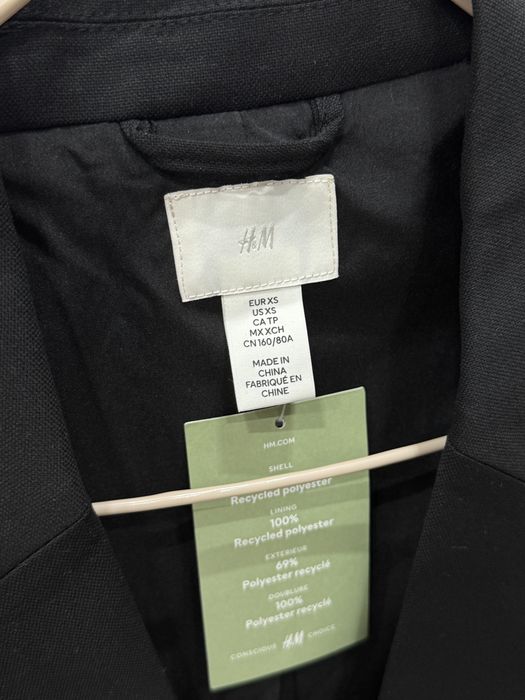 H&M
EUR XS
US XS
CA TP
MX XCH
CN 160/80A
MADE IN
CHINA
FABRIQUÉ EN
CHINE
HM.COM
SHELL
Recycled polyester
LINING
100%
Recycled polyester
EXTÉRIEUR
69%
Polyester recyclé
DOUBLURE
100%
Polyester recyclé
CONSCIOUS H&M CHOICE